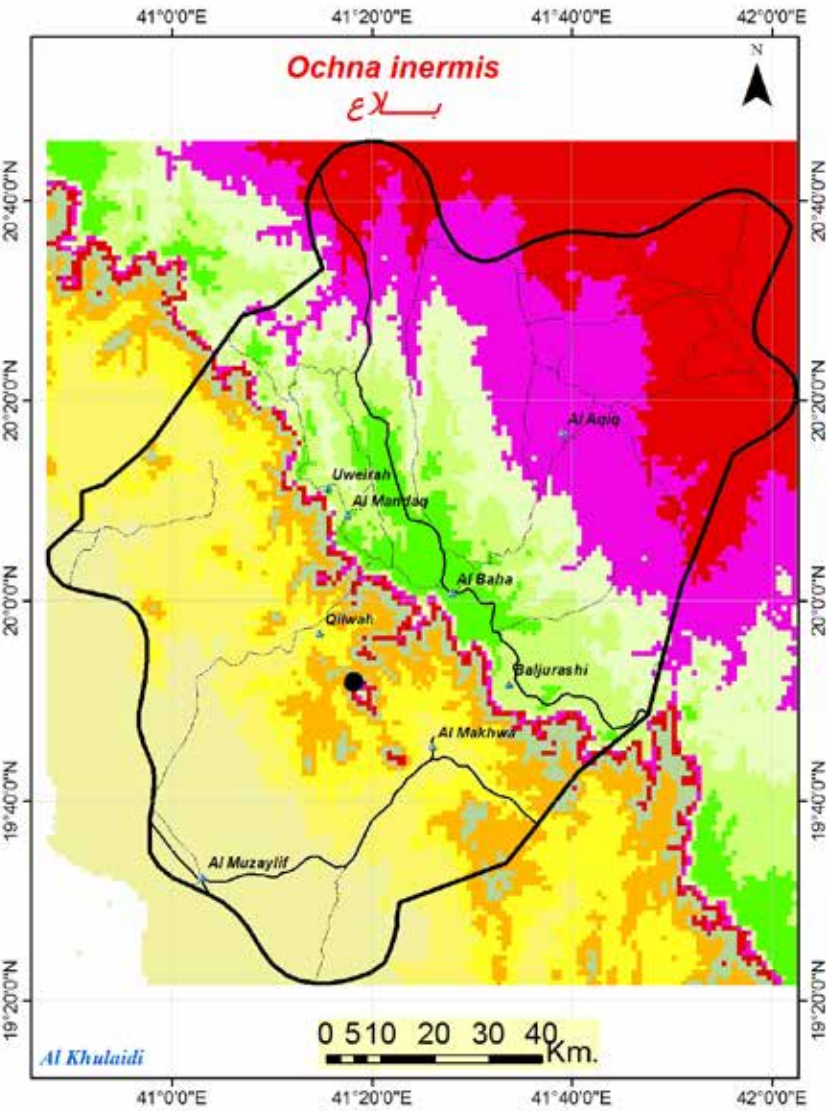 41°0'0"E 41°20'0"E 41°40'0"E 42°0'0"E
Ochna inermis
بـــلاع
N
20°40'0"N 20°40'0"N
20°20'0"N 20°20'0"N
Al Aqiq
Uweirah
Al Mandaq
Al Baha
20°0'0"N 20°0'0"N
Qilwah
Baljurashi
Al Makhwa
19°40'0"N 19°40'0"N
Al Muzaylif
19°20'0"N 19°20'0"N
0 5 10 20 30 40 Km.
Al Khulaidi
41°0'0"E 41°20'0"E 41°40'0"E 42°0'0"E